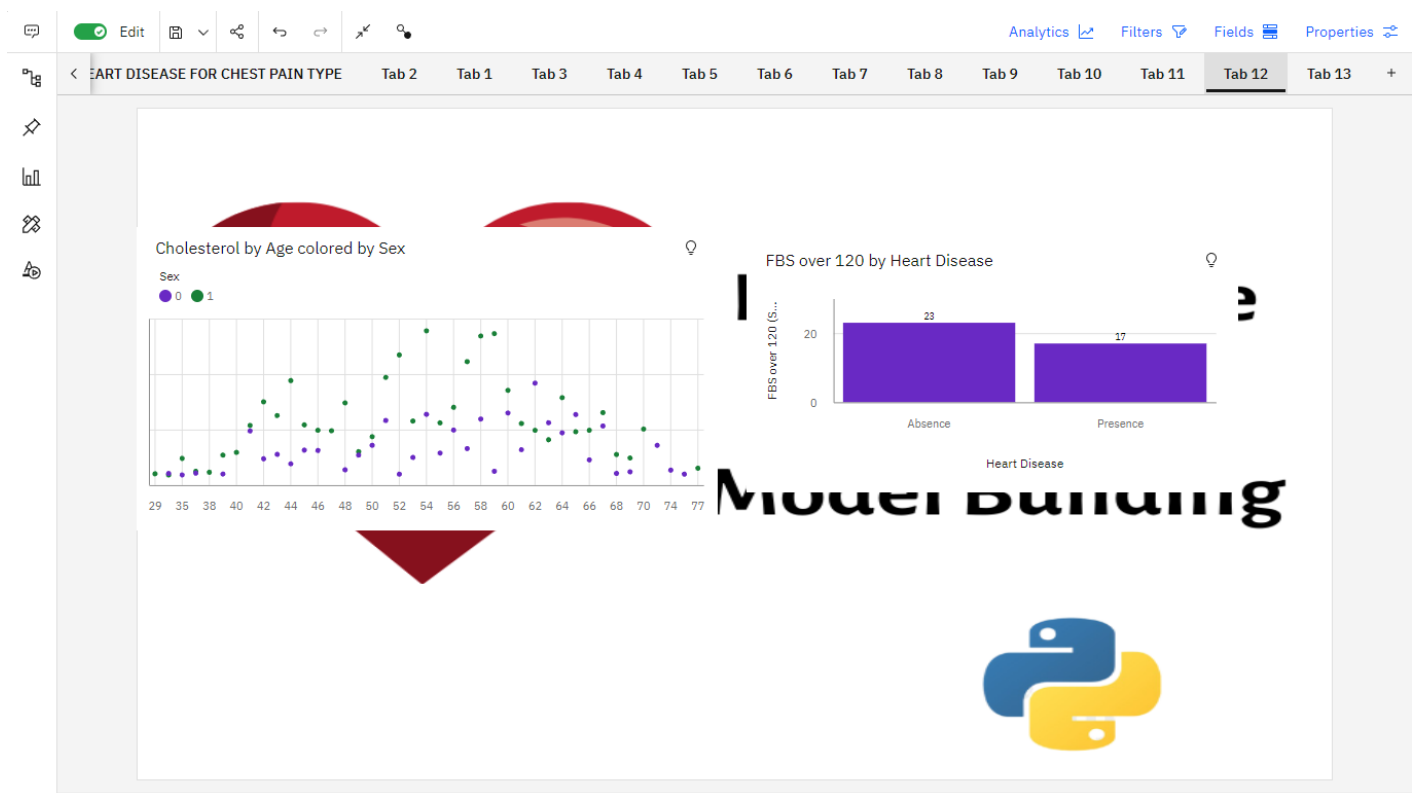 Edit
Analytics Filters Fields Properties
EART DISEASE FOR CHEST PAIN TYPE Tab 2 Tab 1 Tab 3 Tab 4 Tab 5 Tab 6 Tab 7 Tab 8 Tab 9 Tab 10 Tab 11 Tab 12 Tab 13 +
Cholesterol by Age colored by Sex
Sex
0 1
29 35 38 40 42 44 46 48 50 52 54 56 58 60 62 64 66 68 70 74 77
FBS over 120 by Heart Disease
FBS over 120 (S...
20
0
23
17
Absence Presence
Heart Disease
Model Building